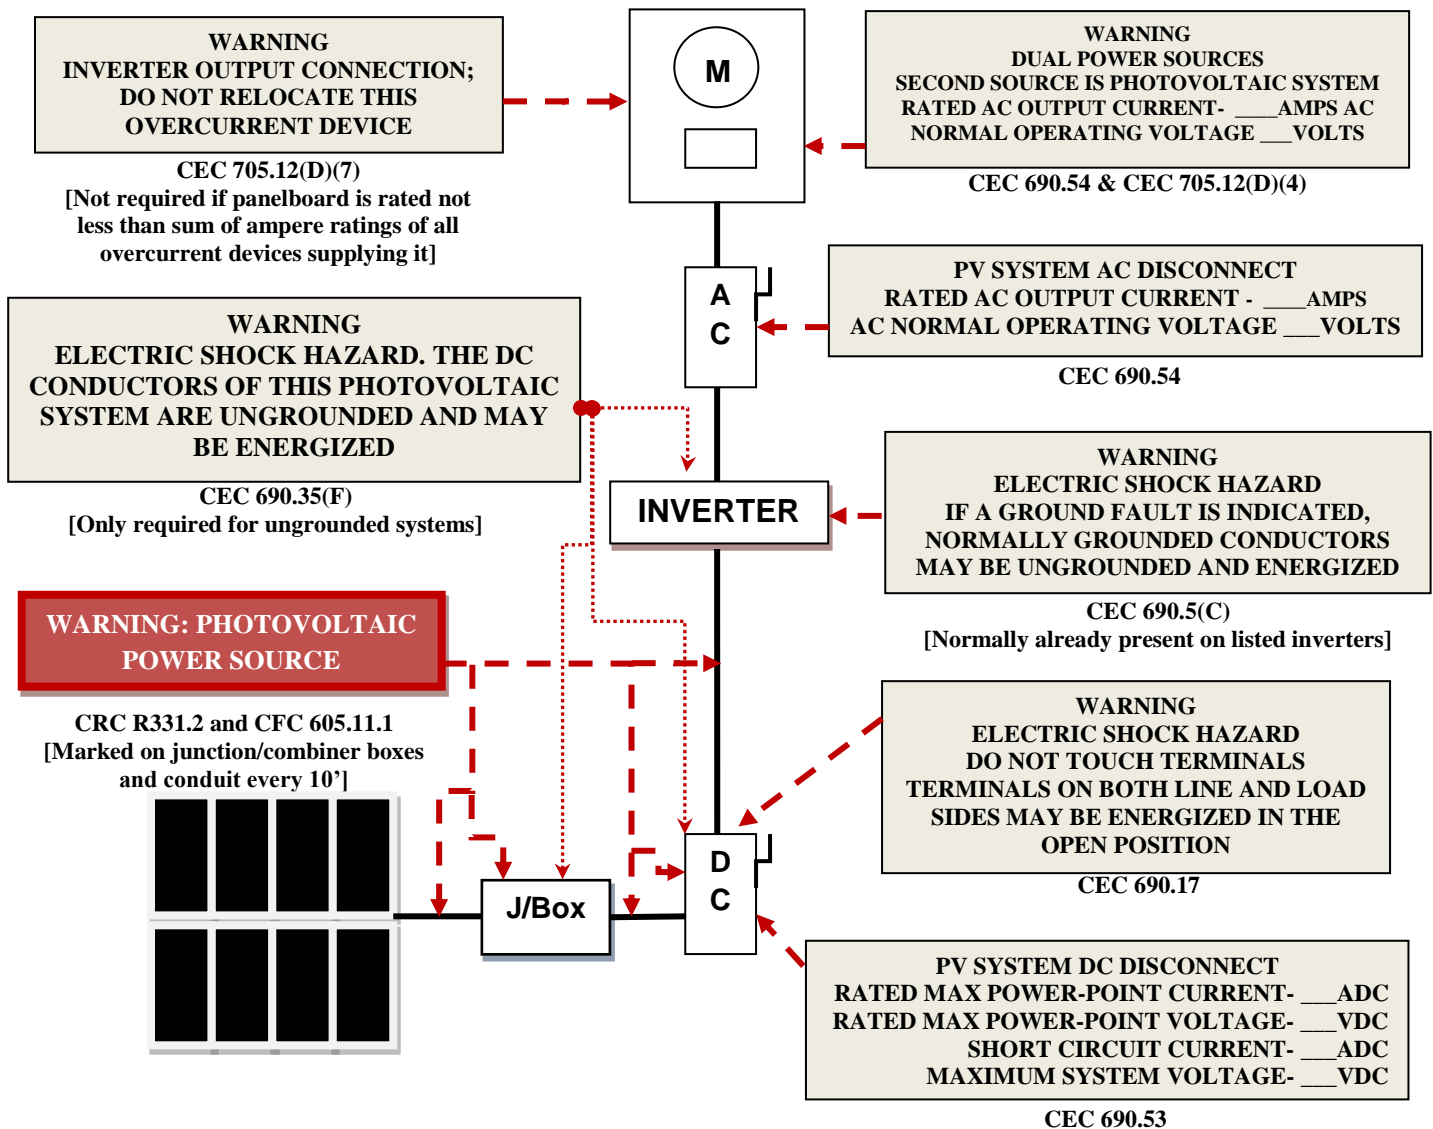 WARNING
INVERTER OUTPUT CONNECTION;
DO NOT RELOCATE THIS
OVERCURRENT DEVICE
CEC 705.12(D)(7)
[Not required if panelboard is rated not
less than sum of ampere ratings of all
overcurrent devices supplying it]
M
WARNING
DUAL POWER SOURCES
SECOND SOURCE IS PHOTOVOLTAIC SYSTEM
RATED AC OUTPUT CURRENT- ____AMPS AC
NORMAL OPERATING VOLTAGE ___VOLTS
CEC 690.54 & CEC 705.12(D)(4)
A
C
PV SYSTEM AC DISCONNECT
RATED AC OUTPUT CURRENT - ____AMPS
AC NORMAL OPERATING VOLTAGE ___VOLTS
CEC 690.54
WARNING
ELECTRIC SHOCK HAZARD. THE DC
CONDUCTORS OF THIS PHOTOVOLTAIC
SYSTEM ARE UNGROUNDED AND MAY
BE ENERGIZED
CEC 690.35(F)
[Only required for ungrounded systems]
INVERTER
WARNING
ELECTRIC SHOCK HAZARD
IF A GROUND FAULT IS INDICATED,
NORMALLY GROUNDED CONDUCTORS
MAY BE UNGROUNDED AND ENERGIZED
CEC 690.5(C)
[Normally already present on listed inverters]
WARNING: PHOTOVOLTAIC
POWER SOURCE
CRC R331.2 and CFC 605.11.1
[Marked on junction/combiner boxes
and conduit every 10’]
WARNING
ELECTRIC SHOCK HAZARD
DO NOT TOUCH TERMINALS
TERMINALS ON BOTH LINE AND LOAD
SIDES MAY BE ENERGIZED IN THE
OPEN POSITION
CEC 690.17
J/Box
D
C
PV SYSTEM DC DISCONNECT
RATED MAX POWER-POINT CURRENT- ___ADC
RATED MAX POWER-POINT VOLTAGE- ___VDC
SHORT CIRCUIT CURRENT- ___ADC
MAXIMUM SYSTEM VOLTAGE- ___VDC
CEC 690.53